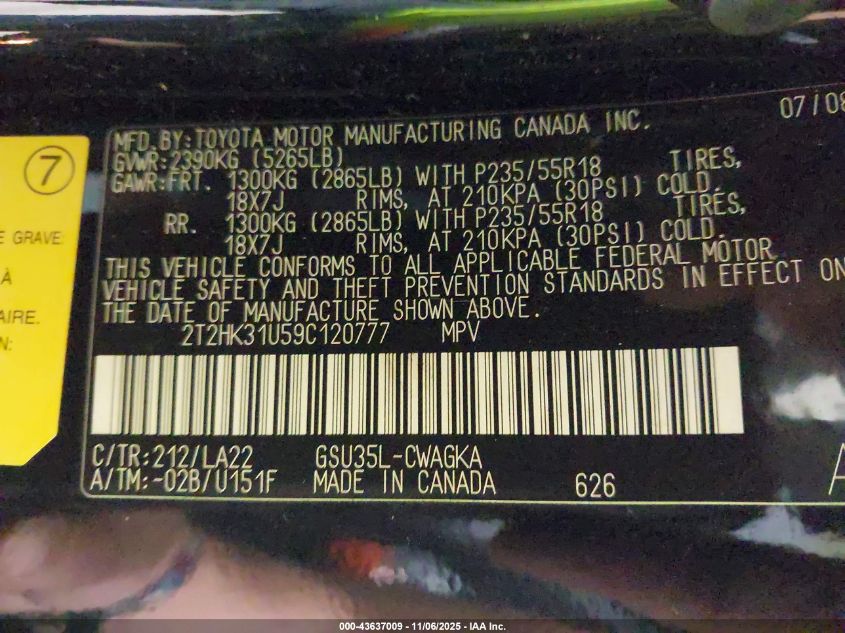 07/08
MFD. BY: TOYOTA MOTOR MANUFACTURING CANADA INC.
GVWR: 2390KG (5265LB)
GAWR: FRT. 1300KG (2865LB) WITH P235/55R18 TIRES,
18X7J RIMS, AT 210KPA (30PSI) COLD.
RR. 1300KG (2865LB) WITH P235/55R18 TIRES,
18X7J RIMS, AT 210KPA (30PSI) COLD.
THIS VEHICLE CONFORMS TO ALL APPLICABLE FEDERAL MOTOR
VEHICLE SAFETY AND THEFT PREVENTION STANDARDS IN EFFECT ON
THE DATE OF MANUFACTURE SHOWN ABOVE.
2T2HK31U59C120777 MPV
C/TR: 212/LA22 GSU35L-CWAGKA
A/TM: -02B/U151F MADE IN CANADA 626
7
E GRAVE
À
AIRE.
N:
000-43637009 - 11/06/2025 - IAA Inc.